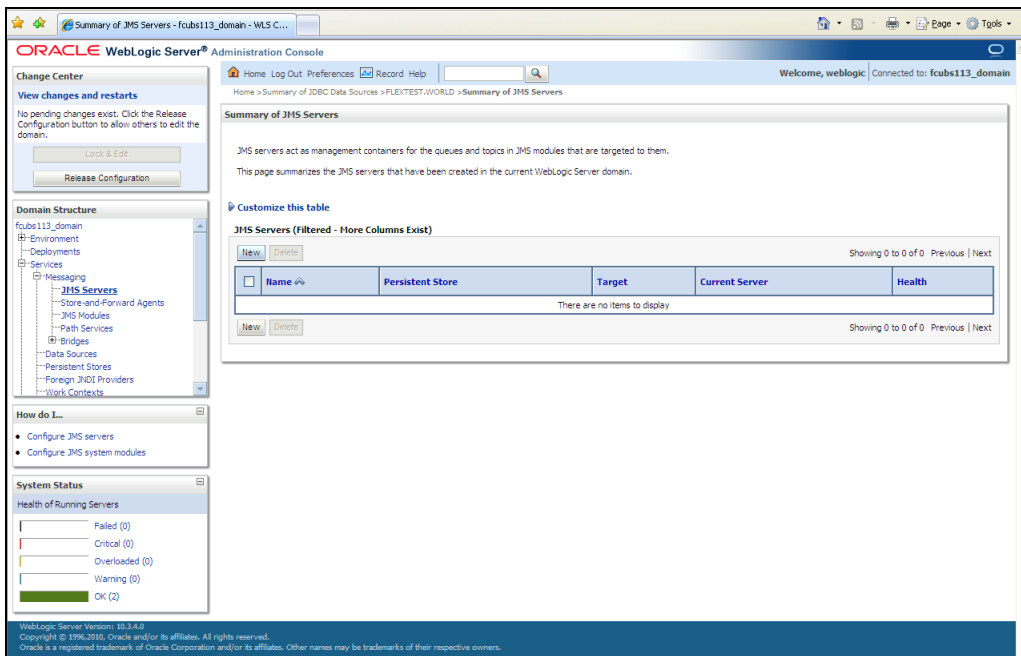 Summary of JMS Servers - fcubs113_domain - WLS C...
Page
Tools
ORACLE WebLogic Server® Administration Console
Change Center
View changes and restarts
No pending changes exist. Click the Release
Configuration button to allow others to edit the
domain.
Lock & Edit
Release Configuration
Domain Structure
fcubs113_domain
Environment
Deployments
Services
Messaging
JMS Servers
Store-and-Forward Agents
JMS Modules
Path Services
Bridges
Data Sources
Persistent Stores
Foreign JNDI Providers
Work Contexts
How do I...
Configure JMS servers
Configure JMS system modules
System Status
Health of Running Servers
Failed (0)
Critical (0)
Overloaded (0)
Warning (0)
OK (2)
Home Log Out Preferences Record Help
Welcome, weblogic Connected to: fcubs113_domain
Home >Summary of JDBC Data Sources >FLEXTEST.WORLD >Summary of JMS Servers
Summary of JMS Servers
JMS servers act as management containers for the queues and topics in JMS modules that are targeted to them.
This page summarizes the JMS servers that have been created in the current WebLogic Server domain.
Customize this table
JMS Servers (Filtered - More Columns Exist)
New Delete Showing 0 to 0 of 0 Previous | Next
Name Persistent Store Target Current Server Health
There are no items to display
New Delete Showing 0 to 0 of 0 Previous | Next
WebLogic Server Version: 10.3.4.0
Copyright © 1996,2010, Oracle and/or its affiliates. All rights reserved.
Oracle is a registered trademark of Oracle Corporation and/or its affiliates. Other names may be trademarks of their respective owners.